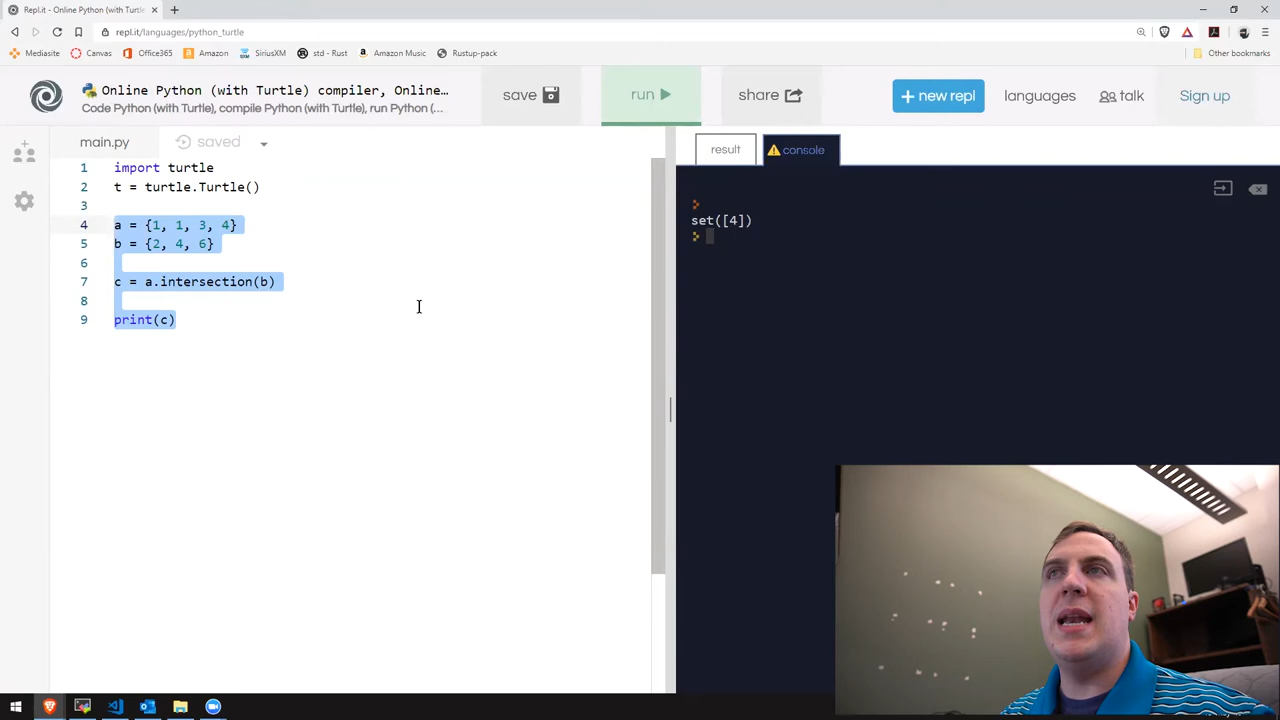 Repl.it - Online Python (with Turtle
repl.it/languages/python_turtle
Mediasite Canvas Office365 Amazon SiriusXM std - Rust Amazon Music Rustup-pack Other bookmarks
Online Python (with Turtle) compiler, Online...
Code Python (with Turtle), compile Python (with Turtle), run Python (...
save run share + new repl languages talk Sign up
main.py saved
result console
1 import turtle
2 t = turtle.Turtle()
3
4 a = {1, 1, 3, 4}
5 b = {2, 4, 6}
6
7 c = a.intersection(b)
8
9 print(c)
set([4])